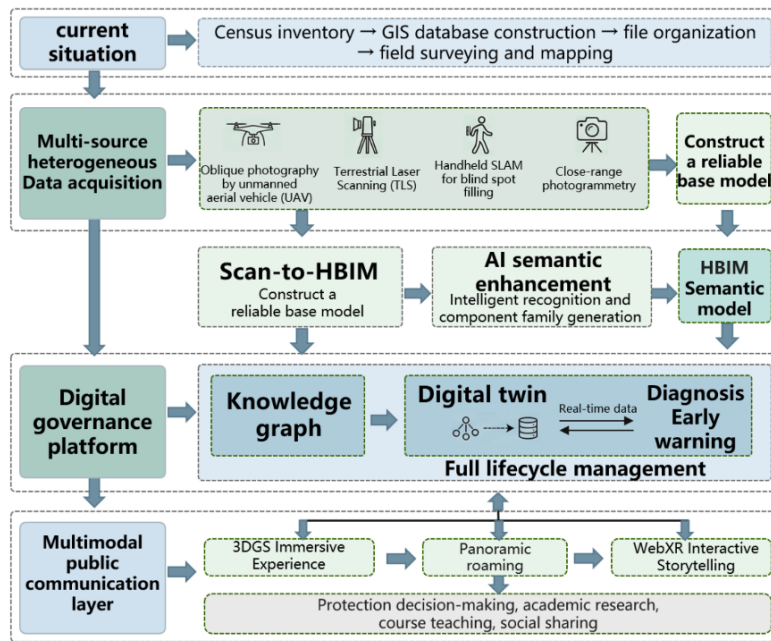 current
situation
Census inventory → GIS database construction → file organization
→ field surveying and mapping
Multi-source
heterogeneous
Data acquisition
Oblique photography
by unmanned
aerial vehicle (UAV)
Terrestrial Laser
Scanning (TLS)
Handheld SLAM
for blind spot
filling
Close-range
photogrammetry
Construct
a reliable
base model
Scan-to-HBIM
Construct a
reliable base model
AI semantic
enhancement
Intelligent recognition and
component family generation
HBIM
Semantic
model
Digital
governance
platform
Knowledge
graph
Digital twin
Real-time data
Diagnosis
Early
warning
Full lifecycle management
Multimodal
public
communication
layer
3DGS Immersive
Experience
Panoramic
roaming
WebXR Interactive
Storytelling
Protection decision-making, academic research,
course teaching, social sharing